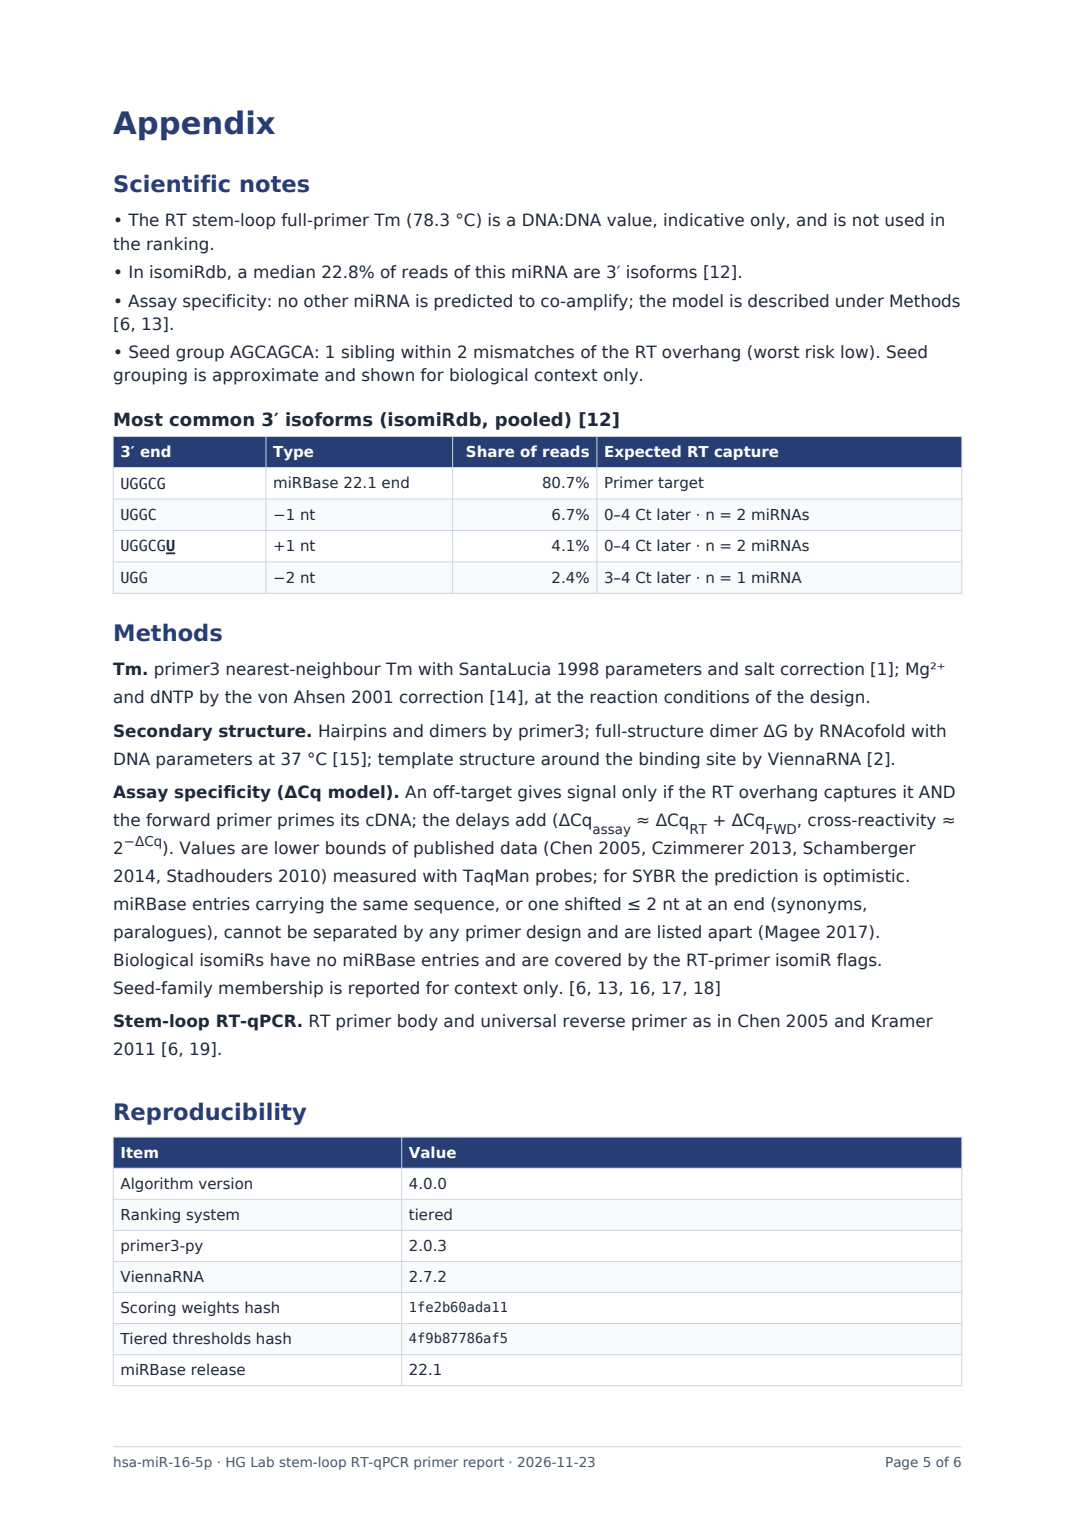 Appendix
Scientific notes
• The RT stem-loop full-primer Tm (78.3 °C) is a DNA:DNA value, indicative only, and is not used in
the ranking.
• In isomiRdb, a median 22.8% of reads of this miRNA are 3′ isoforms [12].
• Assay specificity: no other miRNA is predicted to co-amplify; the model is described under Methods
[6, 13].
• Seed group AGCAGCA: 1 sibling within 2 mismatches of the RT overhang (worst risk low). Seed
grouping is approximate and shown for biological context only.
Most common 3′ isoforms (isomiRdb, pooled) [12]
3′ end Type Share of reads Expected RT capture
UGGCG miRBase 22.1 end 80.7% Primer target
UGGC −1 nt 6.7% 0–4 Ct later · n = 2 miRNAs
UGGCGU +1 nt 4.1% 0–4 Ct later · n = 2 miRNAs
UGG −2 nt 2.4% 3–4 Ct later · n = 1 miRNA
Methods
Tm. primer3 nearest-neighbour Tm with SantaLucia 1998 parameters and salt correction [1]; Mg²⁺
and dNTP by the von Ahsen 2001 correction [14], at the reaction conditions of the design.
Secondary structure. Hairpins and dimers by primer3; full-structure dimer ΔG by RNAcofold with
DNA parameters at 37 °C [15]; template structure around the binding site by ViennaRNA [2].
Assay specificity (ΔCq model). An off-target gives signal only if the RT overhang captures it AND
the forward primer primes its cDNA; the delays add (ΔCqassay ≈ ΔCqRT + ΔCqFWD, cross-reactivity ≈
2−ΔCq). Values are lower bounds of published data (Chen 2005, Czimmerer 2013, Schamberger
2014, Stadhouders 2010) measured with TaqMan probes; for SYBR the prediction is optimistic.
miRBase entries carrying the same sequence, or one shifted ≤ 2 nt at an end (synonyms,
paralogues), cannot be separated by any primer design and are listed apart (Magee 2017).
Biological isomiRs have no miRBase entries and are covered by the RT-primer isomiR flags.
Seed-family membership is reported for context only. [6, 13, 16, 17, 18]
Stem-loop RT-qPCR. RT primer body and universal reverse primer as in Chen 2005 and Kramer
2011 [6, 19].
Reproducibility
Item Value
Algorithm version 4.0.0
Ranking system tiered
primer3-py 2.0.3
ViennaRNA 2.7.2
Scoring weights hash 1fe2b60ada11
Tiered thresholds hash 4f9b87786af5
miRBase release 22.1
hsa-miR-16-5p · HG Lab stem-loop RT-qPCR primer report · 2026-11-23 Page 5 of 6